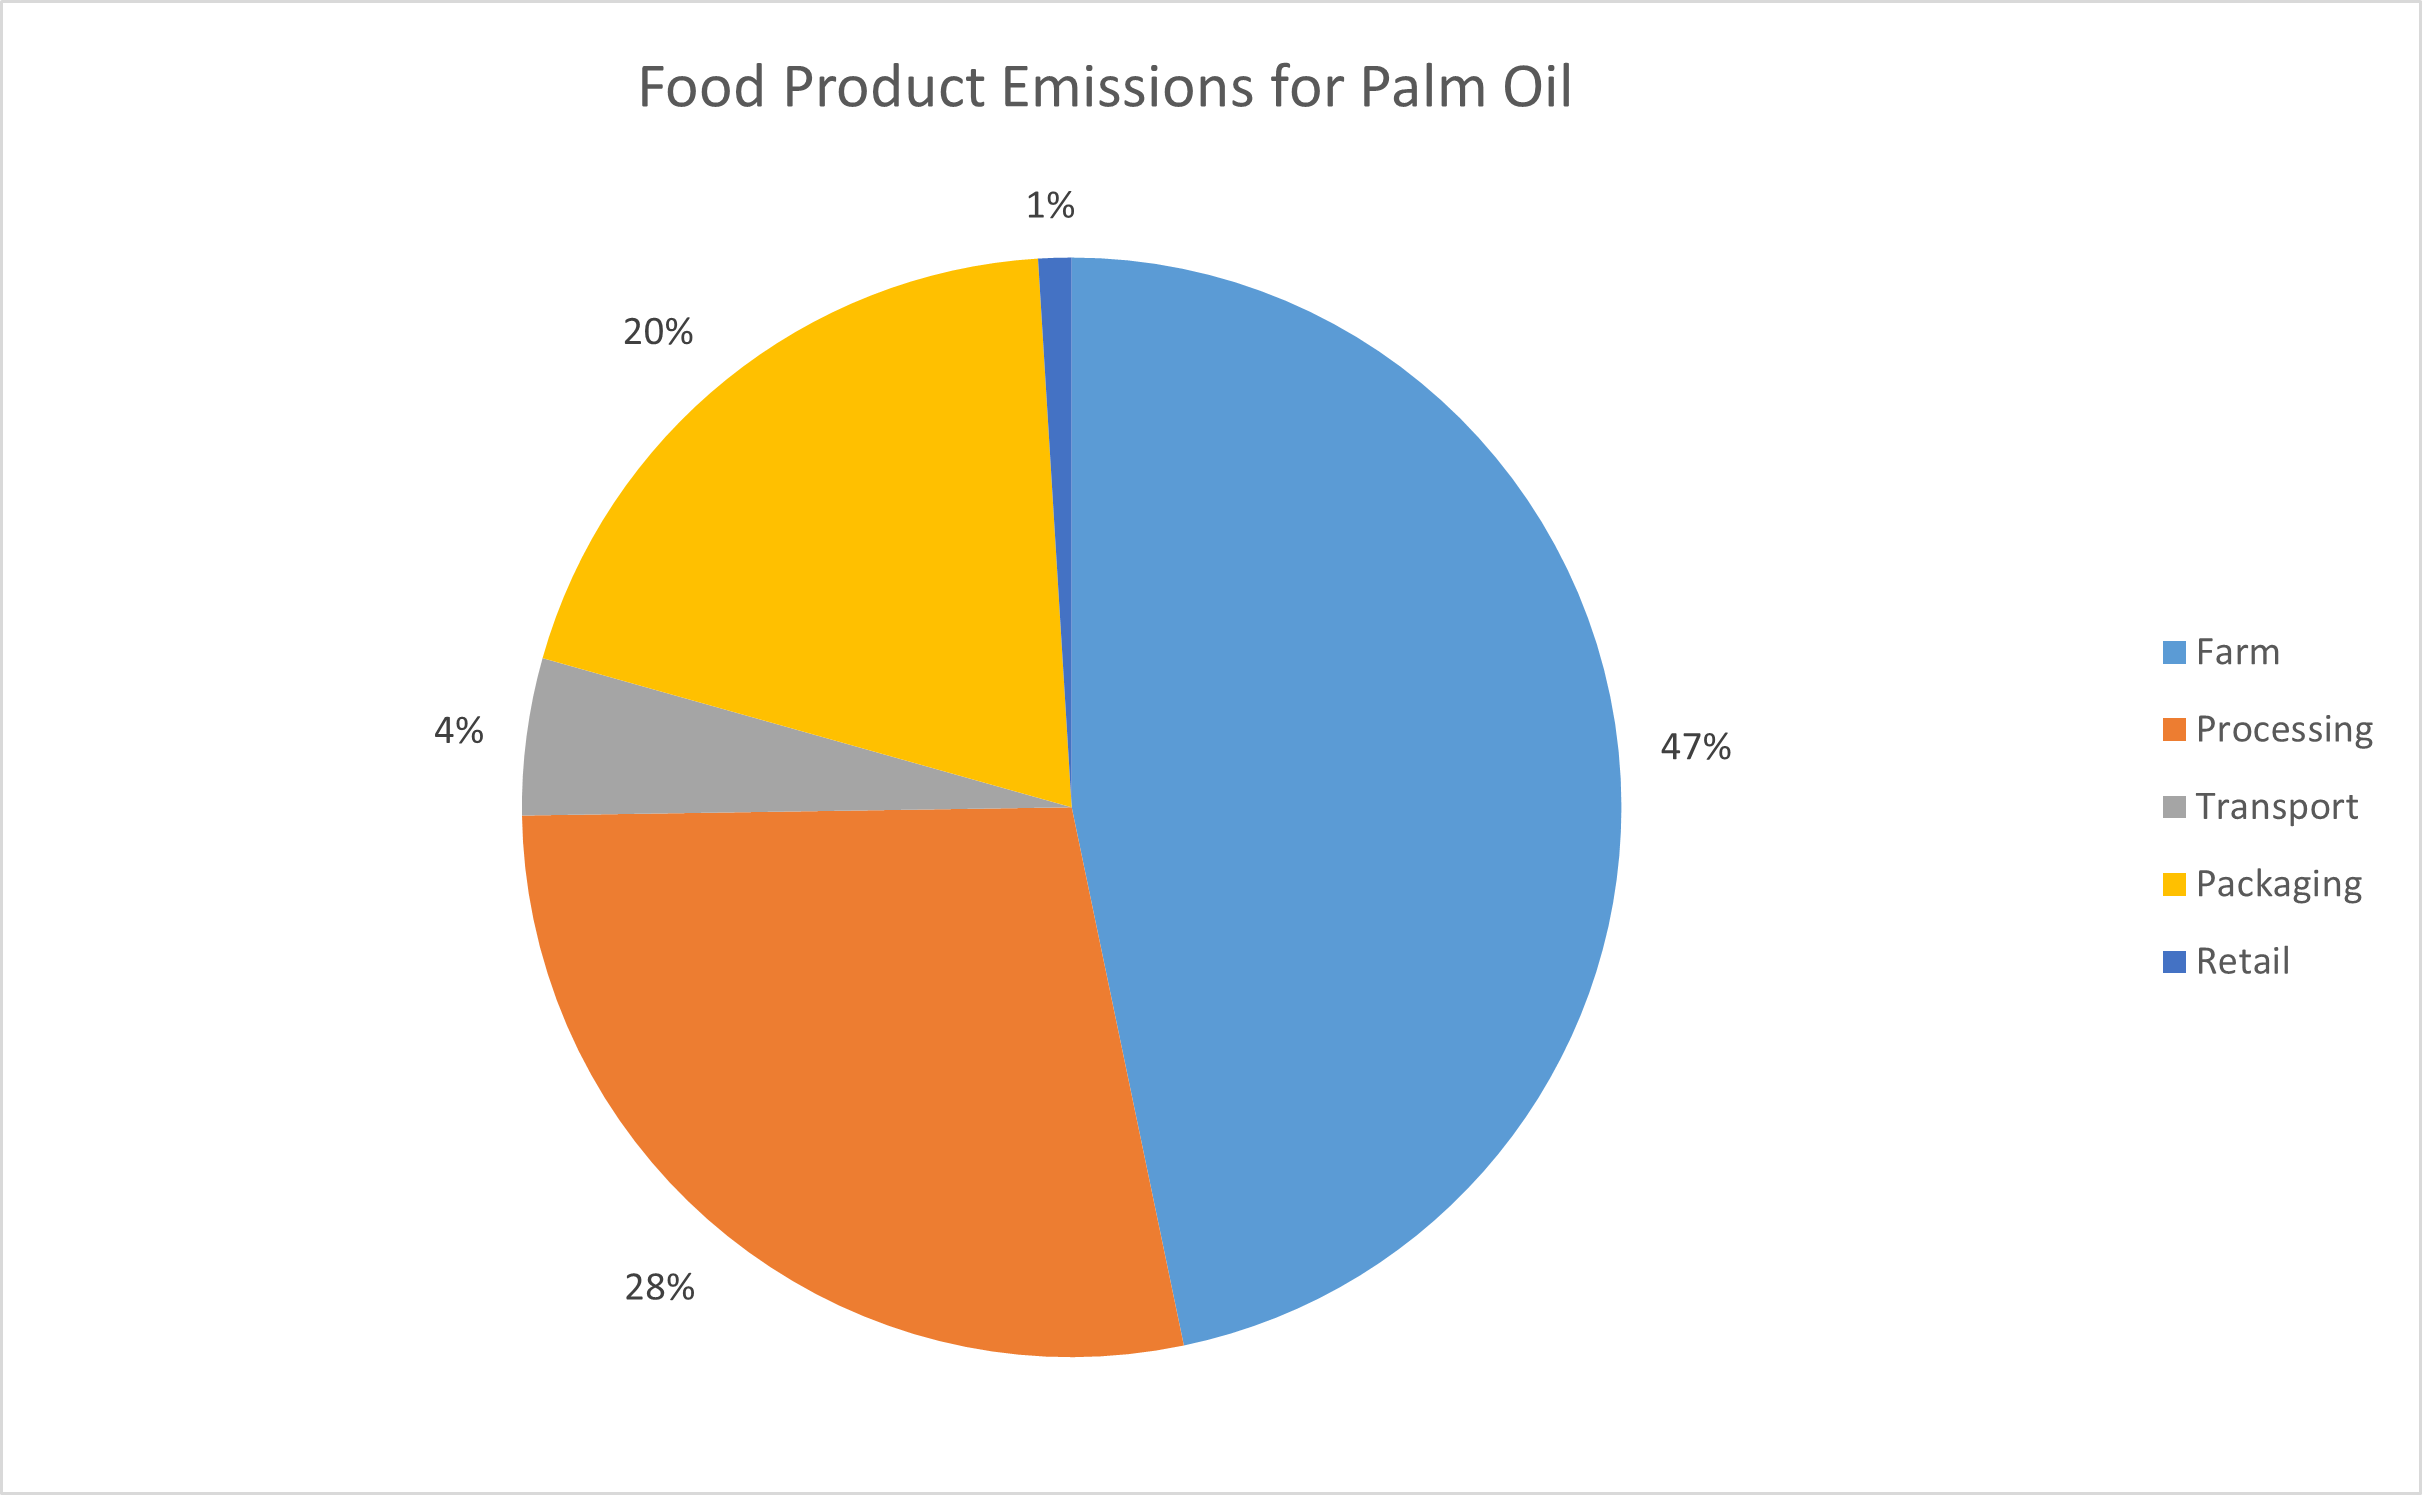 Food Product Emissions for Palm Oil
1%
20%
4%
47%
28%
Farm
Processing
Transport
Packaging
Retail